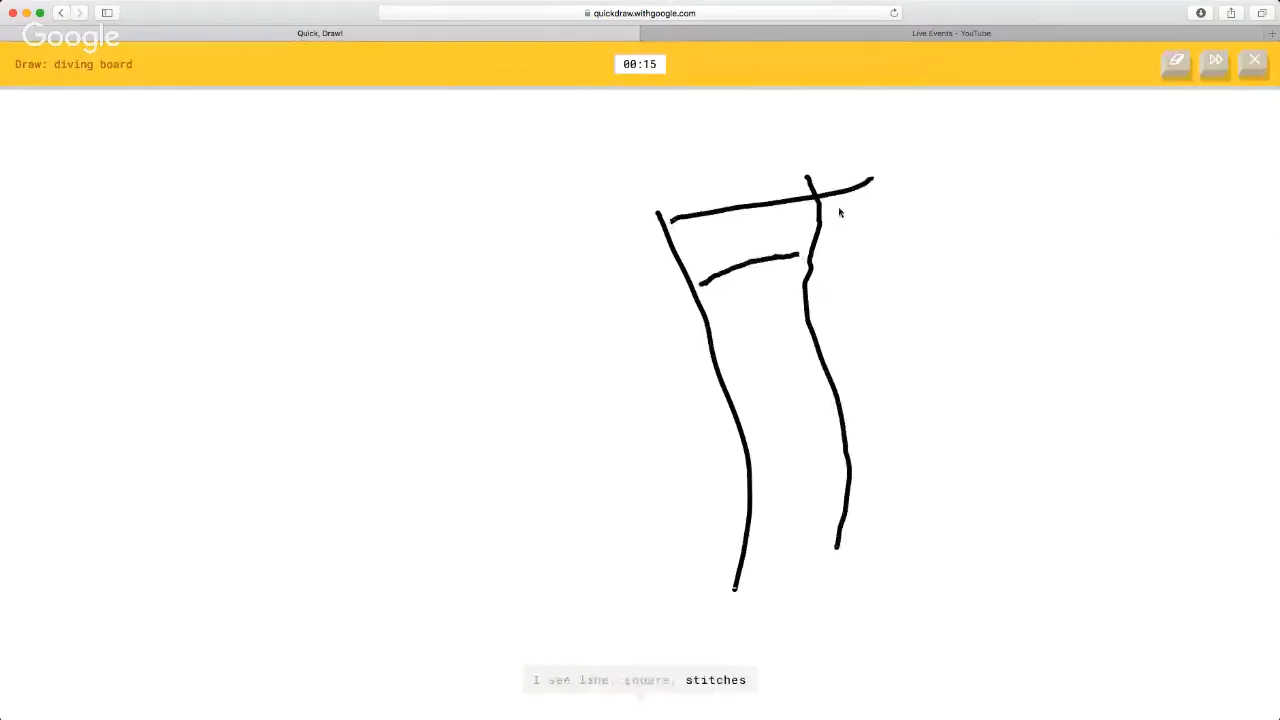 quickdraw.withgoogle.com
Google
Quick, Draw!
Live Events - YouTube
Draw: diving board
00:15
I see line, square, stitches